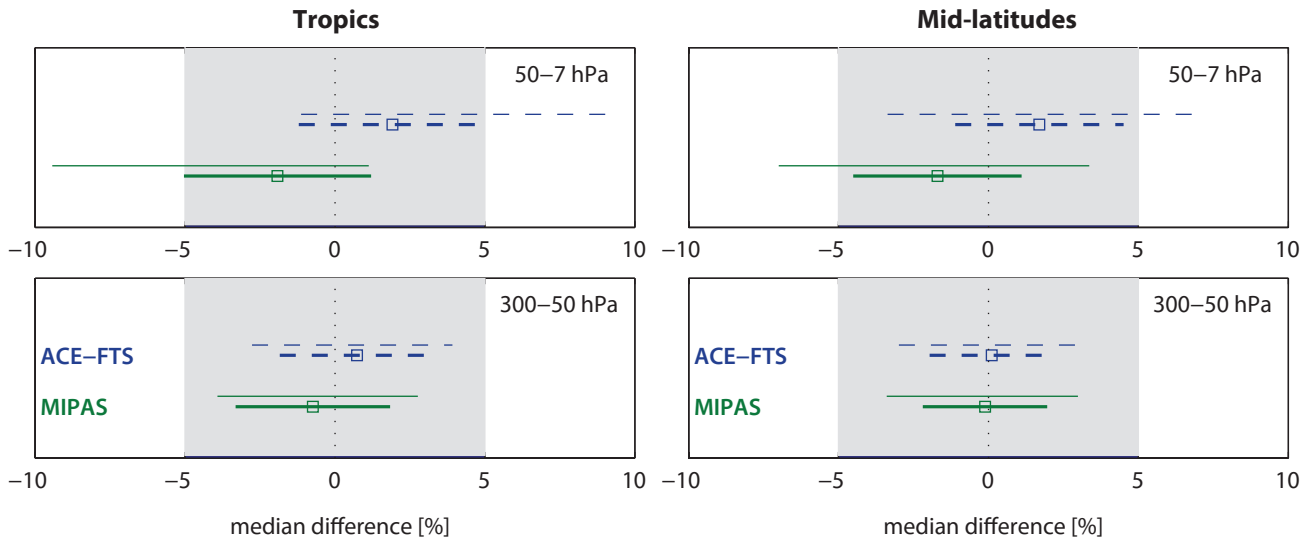 Tropics
Mid-latitudes
50–7 hPa
50–7 hPa
−10 −5 0 5 10
−10 −5 0 5 10
300–50 hPa
300–50 hPa
ACE–FTS
ACE–FTS
MIPAS
MIPAS
−10 −5 0 5 10
−10 −5 0 5 10
median difference [%]
median difference [%]